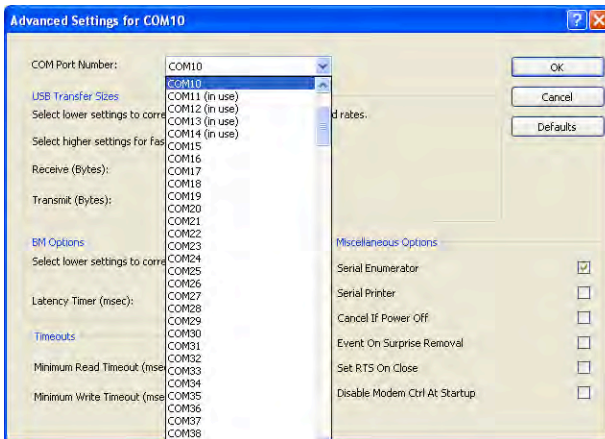 Advanced Settings for COM10
COM Port Number:
COM10
OK
Cancel
Defaults
COM10
COM11 (in use)
COM12 (in use)
COM13 (in use)
COM14 (in use)
COM15
COM16
COM17
COM18
COM19
COM20
COM21
COM22
COM23
COM24
COM25
COM26
COM27
COM28
COM29
COM30
COM31
COM32
COM33
COM34
COM35
COM36
COM37
COM38
USB Transfer Sizes
Select lower settings to corre
d rates.
Select higher settings for fas
Receive (Bytes):
Transmit (Bytes):
BM Options
Select lower settings to corre
Latency Timer (msec):
Timeouts
Minimum Read Timeout (mse
Minimum Write Timeout (mse
Miscellaneous Options
Serial Enumerator
Serial Printer
Cancel If Power Off
Event On Surprise Removal
Set RTS On Close
Disable Modem Ctrl At Startup